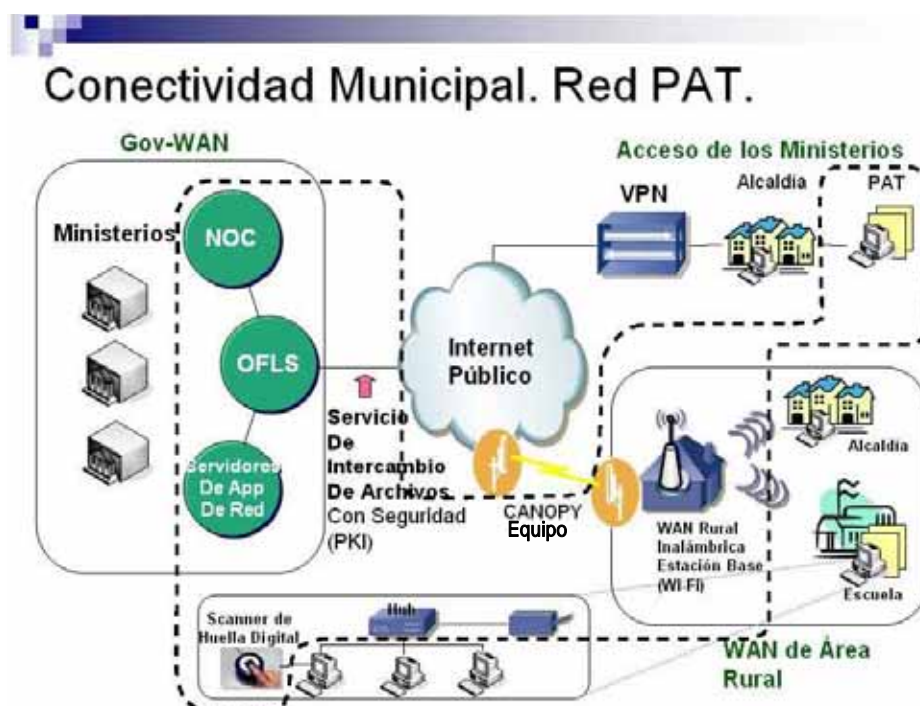 Conectividad Municipal. Red PAT.
Gov-WAN
Acceso de los Ministerios
Alcaldía
PAT
VPN
Ministerios
NOC
OFLS
Servidores
De App
De Red
Internet
Público
Servicio
De
Intercambio
De Archivos
Con Seguridad
(PKI)
CANOPY
Equipo
WAN Rural
Inalámbrica
Estación Base
(WI-FI)
Alcaldía
Escuela
Scanner de
Huella Digital
Hub
WAN de Área
Rural